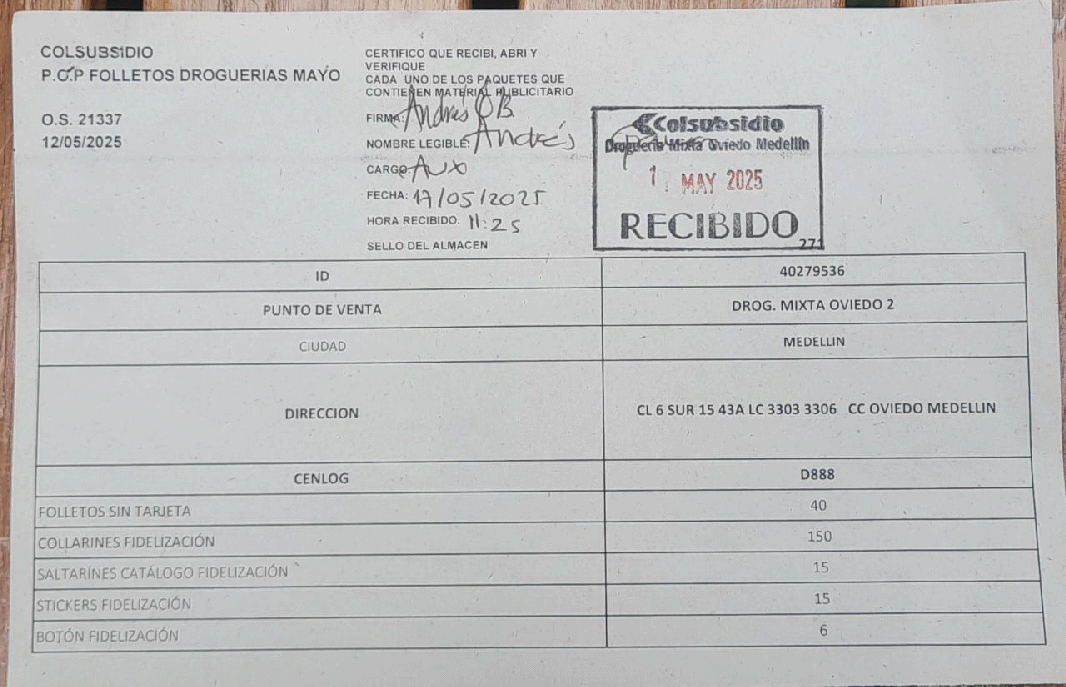 COLSUBSIDIO
P.O.P FOLLETOS DROGUERIAS MAYO
O.S. 21337
12/05/2025
CERTIFICO QUE RECIBI, ABRI Y
VERIFIQUE
CADA UNO DE LOS PAQUETES QUE
CONTIENEN MATERIAL PUBLICITARIO
FIRMA: Andrés OB
NOMBRE LEGIBLE: Andrés
CARGO: Aux
FECHA: 17/05/2025
HORA RECIBIDO. 11:25
SELLO DEL ALMACEN
Colsubsidio
Droguería Mixta Oviedo Medellín
MAY 2025
RECIBIDO
271
ID 40279536
PUNTO DE VENTA DROG. MIXTA OVIEDO 2
CIUDAD MEDELLIN
DIRECCION CL 6 SUR 15 43A LC 3303 3306 CC OVIEDO MEDELLIN
CENLOG D888
FOLLETOS SIN TARJETA 40
COLLARINES FIDELIZACIÓN 150
SALTARÍNES CATÁLOGO FIDELIZACIÓN 15
STICKERS FIDELIZACIÓN 15
BOTÓN FIDELIZACIÓN 6